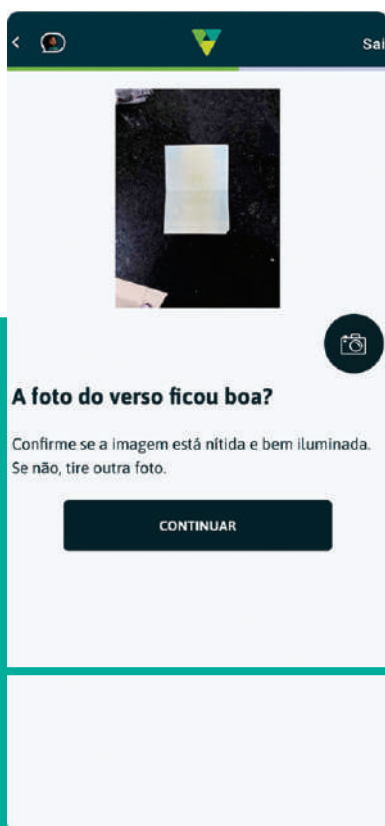 Sai
A foto do verso ficou boa?
Confirme se a imagem está nítida e bem iluminada.
Se não, tire outra foto.
CONTINUAR